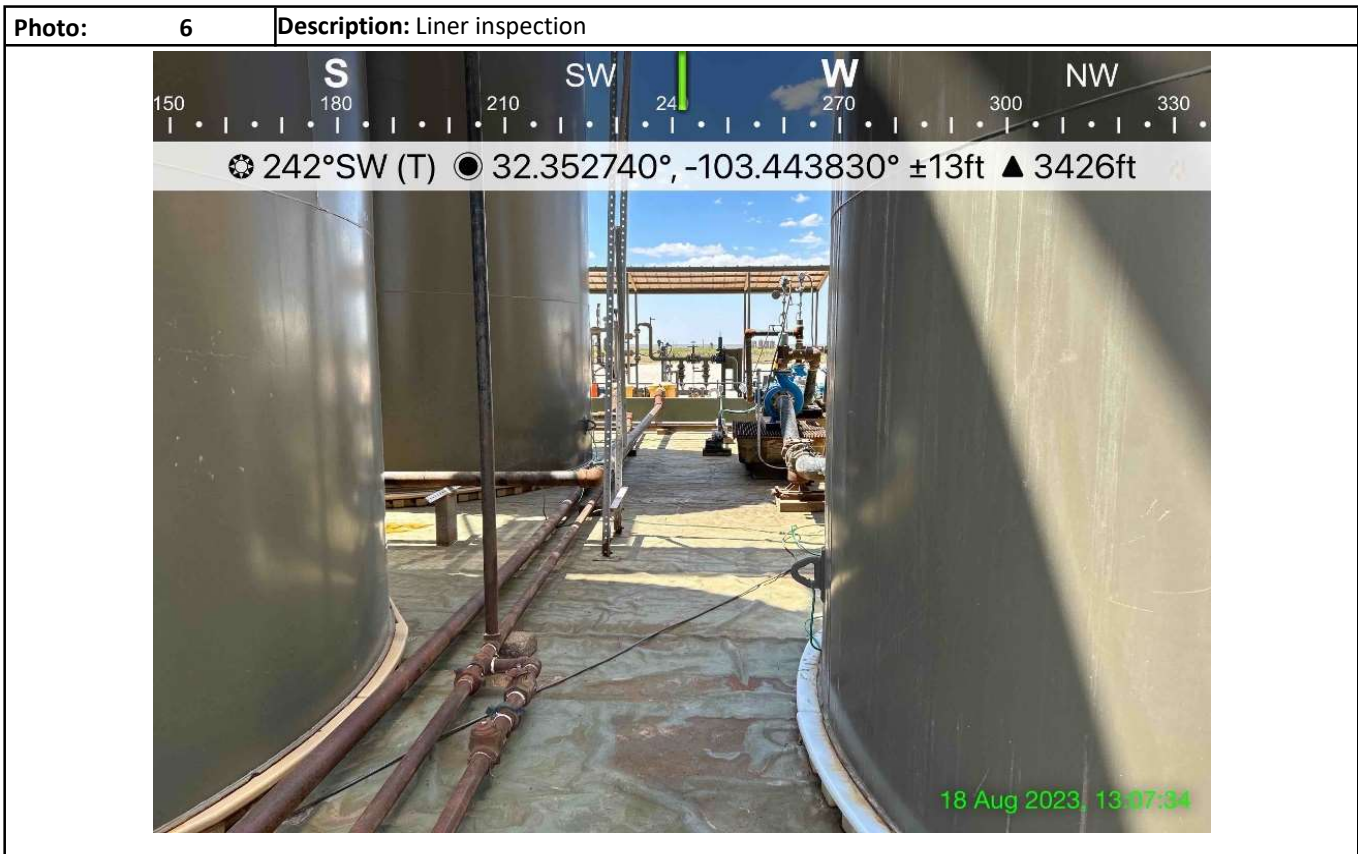 Photo: 6 Description: Liner inspection
S SW W NW
150 180 210 240 270 300 330
242°SW (T) 32.352740°, -103.443830° ±13ft ▲ 3426ft
18 Aug 2023, 13:07:34